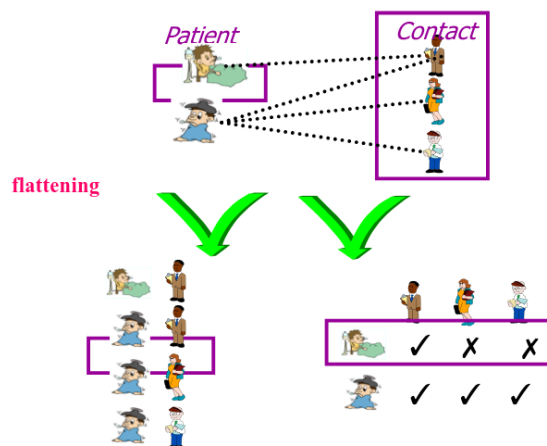 Patient
Contact
flattening
✓ ✗ ✗
✓ ✓ ✓